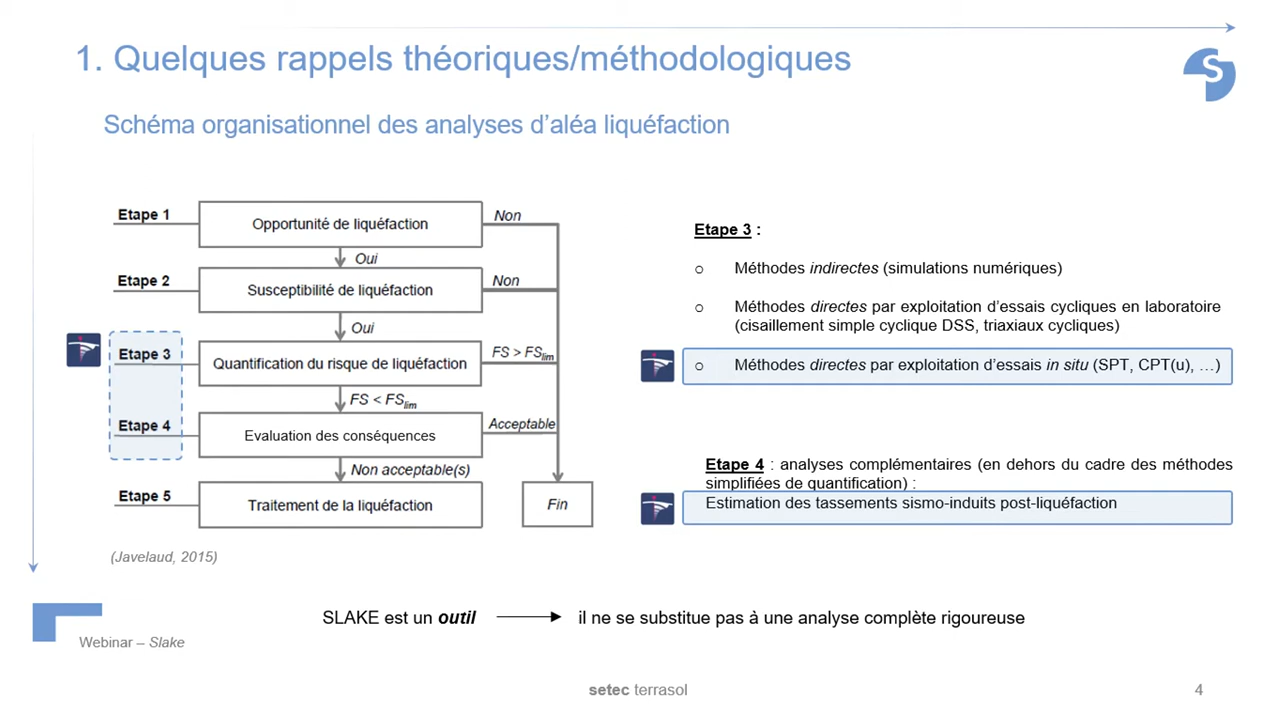 1. Quelques rappels théoriques/méthodologiques
S
Schéma organisationnel des analyses d'aléa liquéfaction
Etape 1
Opportunité de liquéfaction
Non
Oui
Etape 2
Susceptibilité de liquéfaction
Non
Oui
Etape 3
Quantification du risque de liquéfaction
FS > FSlim
FS < FSlim
Etape 4
Evaluation des conséquences
Acceptable
Non acceptable(s)
Etape 5
Traitement de la liquéfaction
Fin
(Javelaud, 2015)
Etape 3 :
o Méthodes indirectes (simulations numériques)
o Méthodes directes par exploitation d'essais cycliques en laboratoire
(cisaillement simple cyclique DSS, triaxiaux cycliques)
o Méthodes directes par exploitation d'essais in situ (SPT, CPT(u), …)
Etape 4 : analyses complémentaires (en dehors du cadre des méthodes
simplifiées de quantification) :
Estimation des tassements sismo-induits post-liquéfaction
SLAKE est un outil
il ne se substitue pas à une analyse complète rigoureuse
Webinar – Slake
setec terrasol
4